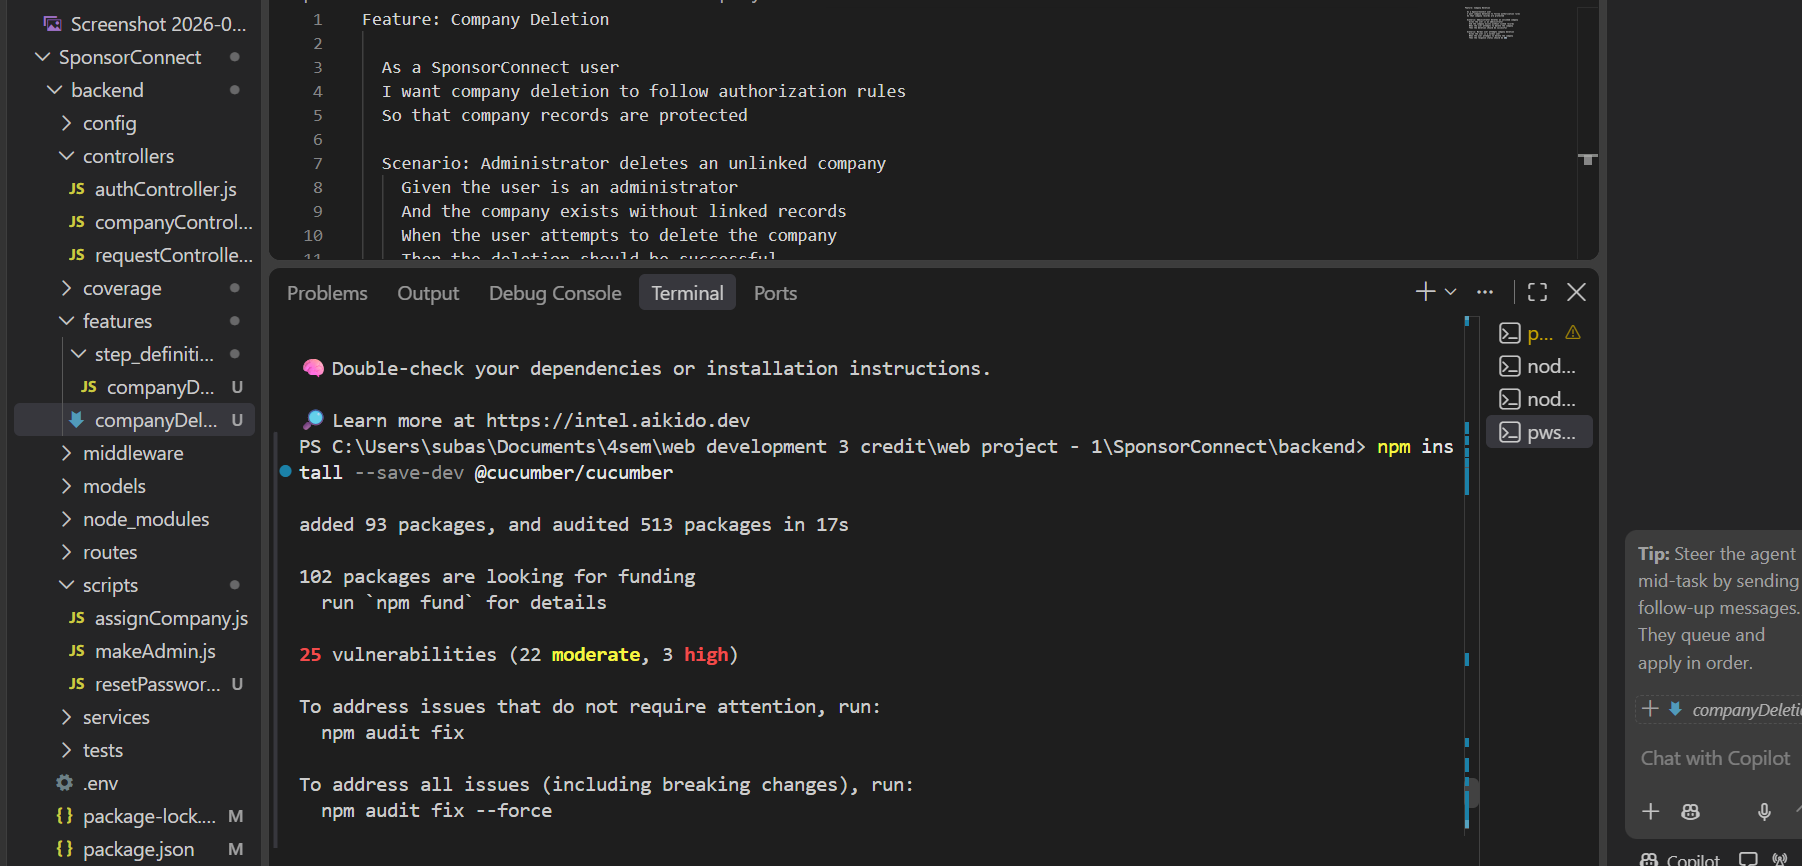 Screenshot 2026-0...
SponsorConnect
backend
config
controllers
JS authController.js
JS companyControl...
JS requestControlle...
coverage
features
step_definiti...
JS companyD... U
companyDel... U
middleware
models
node_modules
routes
scripts
JS assignCompany.js
JS makeAdmin.js
JS resetPasswor... U
services
tests
.env
{} package-lock.... M
{} package.json M
1 Feature: Company Deletion
2
3 As a SponsorConnect user
4 I want company deletion to follow authorization rules
5 So that company records are protected
6
7 Scenario: Administrator deletes an unlinked company
8 Given the user is an administrator
9 And the company exists without linked records
10 When the user attempts to delete the company
11 Then the deletion should be successful
Problems Output Debug Console Terminal Ports
🧠 Double-check your dependencies or installation instructions.
🔎 Learn more at https://intel.aikido.dev
PS C:\Users\subas\Documents\4sem\web development 3 credit\web project - 1\SponsorConnect\backend> npm ins
tall --save-dev @cucumber/cucumber
added 93 packages, and audited 513 packages in 17s
102 packages are looking for funding
run `npm fund` for details
25 vulnerabilities (22 moderate, 3 high)
To address issues that do not require attention, run:
npm audit fix
To address all issues (including breaking changes), run:
npm audit fix --force
p...
nod...
nod...
pws...
Tip: Steer the agent
mid-task by sending
follow-up messages.
They queue and
apply in order.
companyDeleti
Chat with Copilot
Copilot